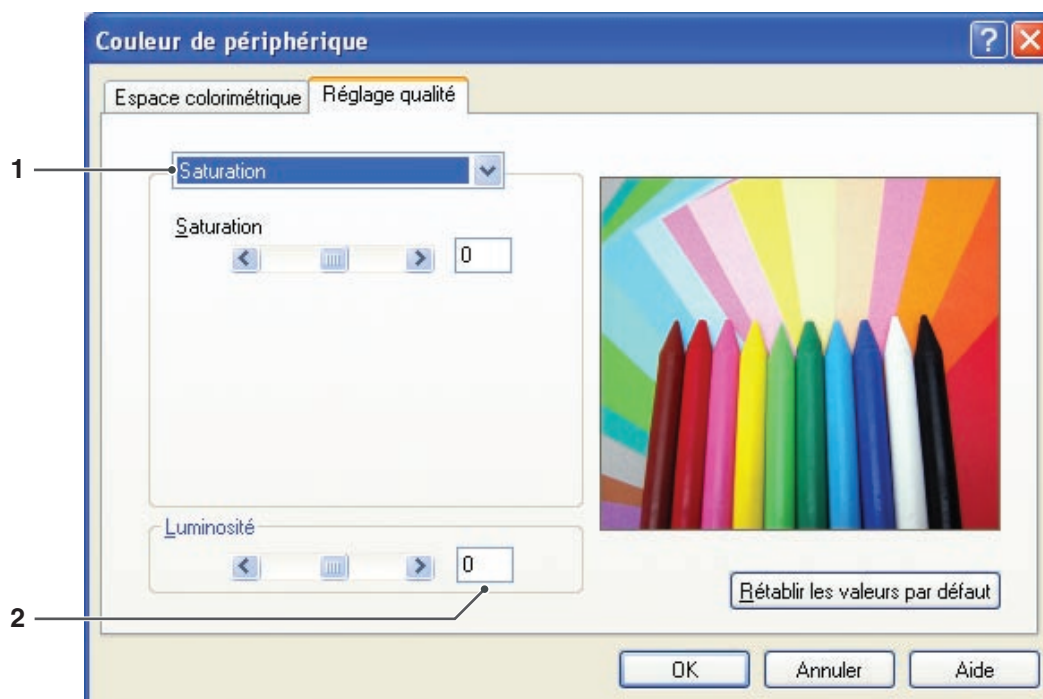 Couleur de périphérique
Espace colorimétrique
Réglage qualité
1
Saturation
Saturation
0
Luminosité
0
2
Rétablir les valeurs par défaut
OK
Annuler
Aide